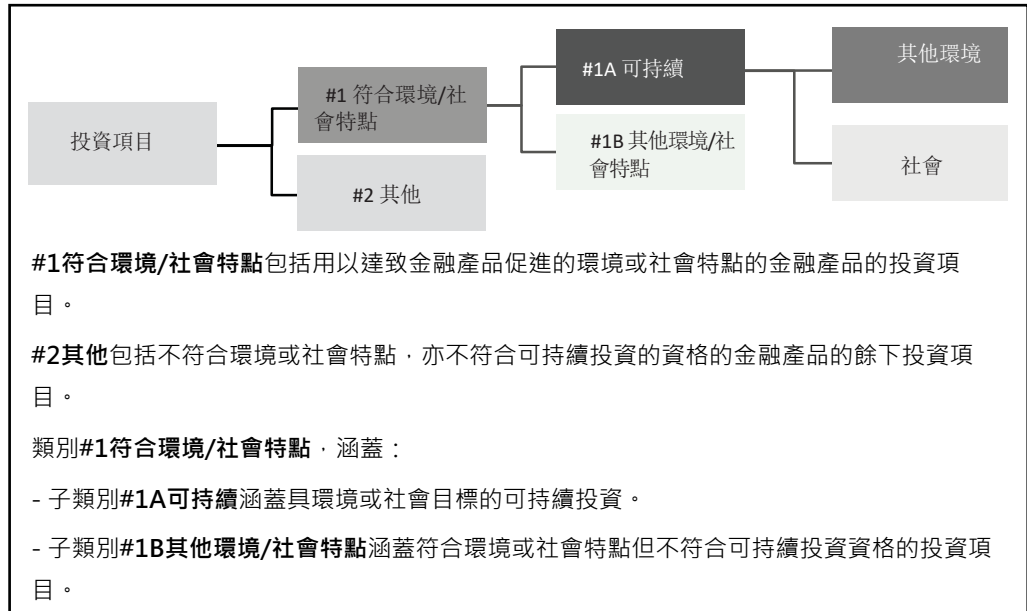 投資項目
#1 符合環境/社
會特點
#2 其他
#1A 可持續
#1B 其他環境/社
會特點
其他環境
社會
#1符合環境/社會特點包括用以達致金融產品促進的環境或社會特點的金融產品的投資項
目。
#2其他包括不符合環境或社會特點，亦不符合可持續投資的資格的金融產品的餘下投資項
目。
類別#1符合環境/社會特點，涵蓋：
- 子類別#1A可持續涵蓋具環境或社會目標的可持續投資。
- 子類別#1B其他環境/社會特點涵蓋符合環境或社會特點但不符合可持續投資資格的投資項
目。